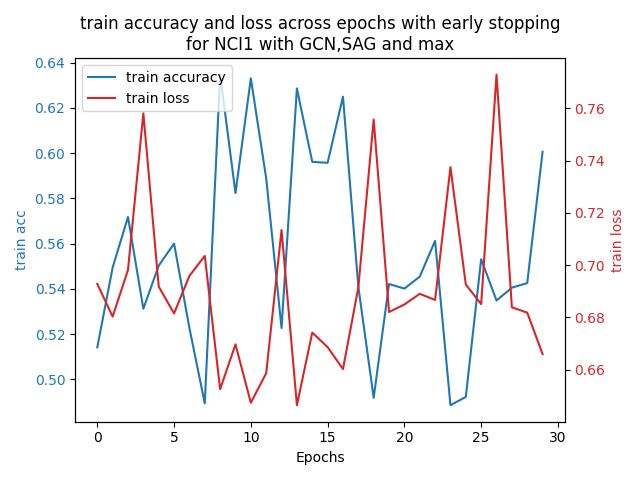 train accuracy and loss across epochs with early stopping
for NCI1 with GCN,SAG and max
train accuracy
train loss
train acc
0.64
0.62
0.60
0.58
0.56
0.54
0.52
0.50
0.76
0.74
0.72
0.70
0.68
0.66
train loss
0 5 10 15 20 25 30
Epochs